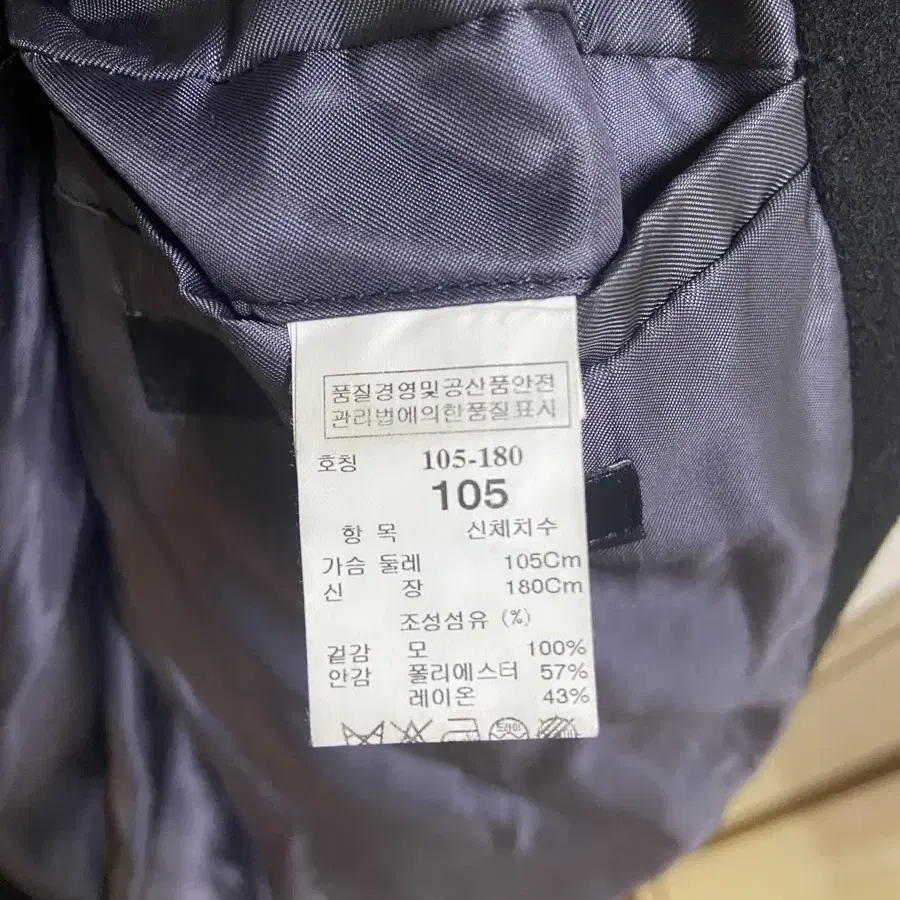 품질경영및공산품안전
관리법에의한품질표시
호칭 105-180
105
항 목 신체치수
가슴 둘레 105Cm
신 장 180Cm
조성섬유 (%)
겉감 모 100%
안감 폴리에스터 57%
레이온 43%
드라이